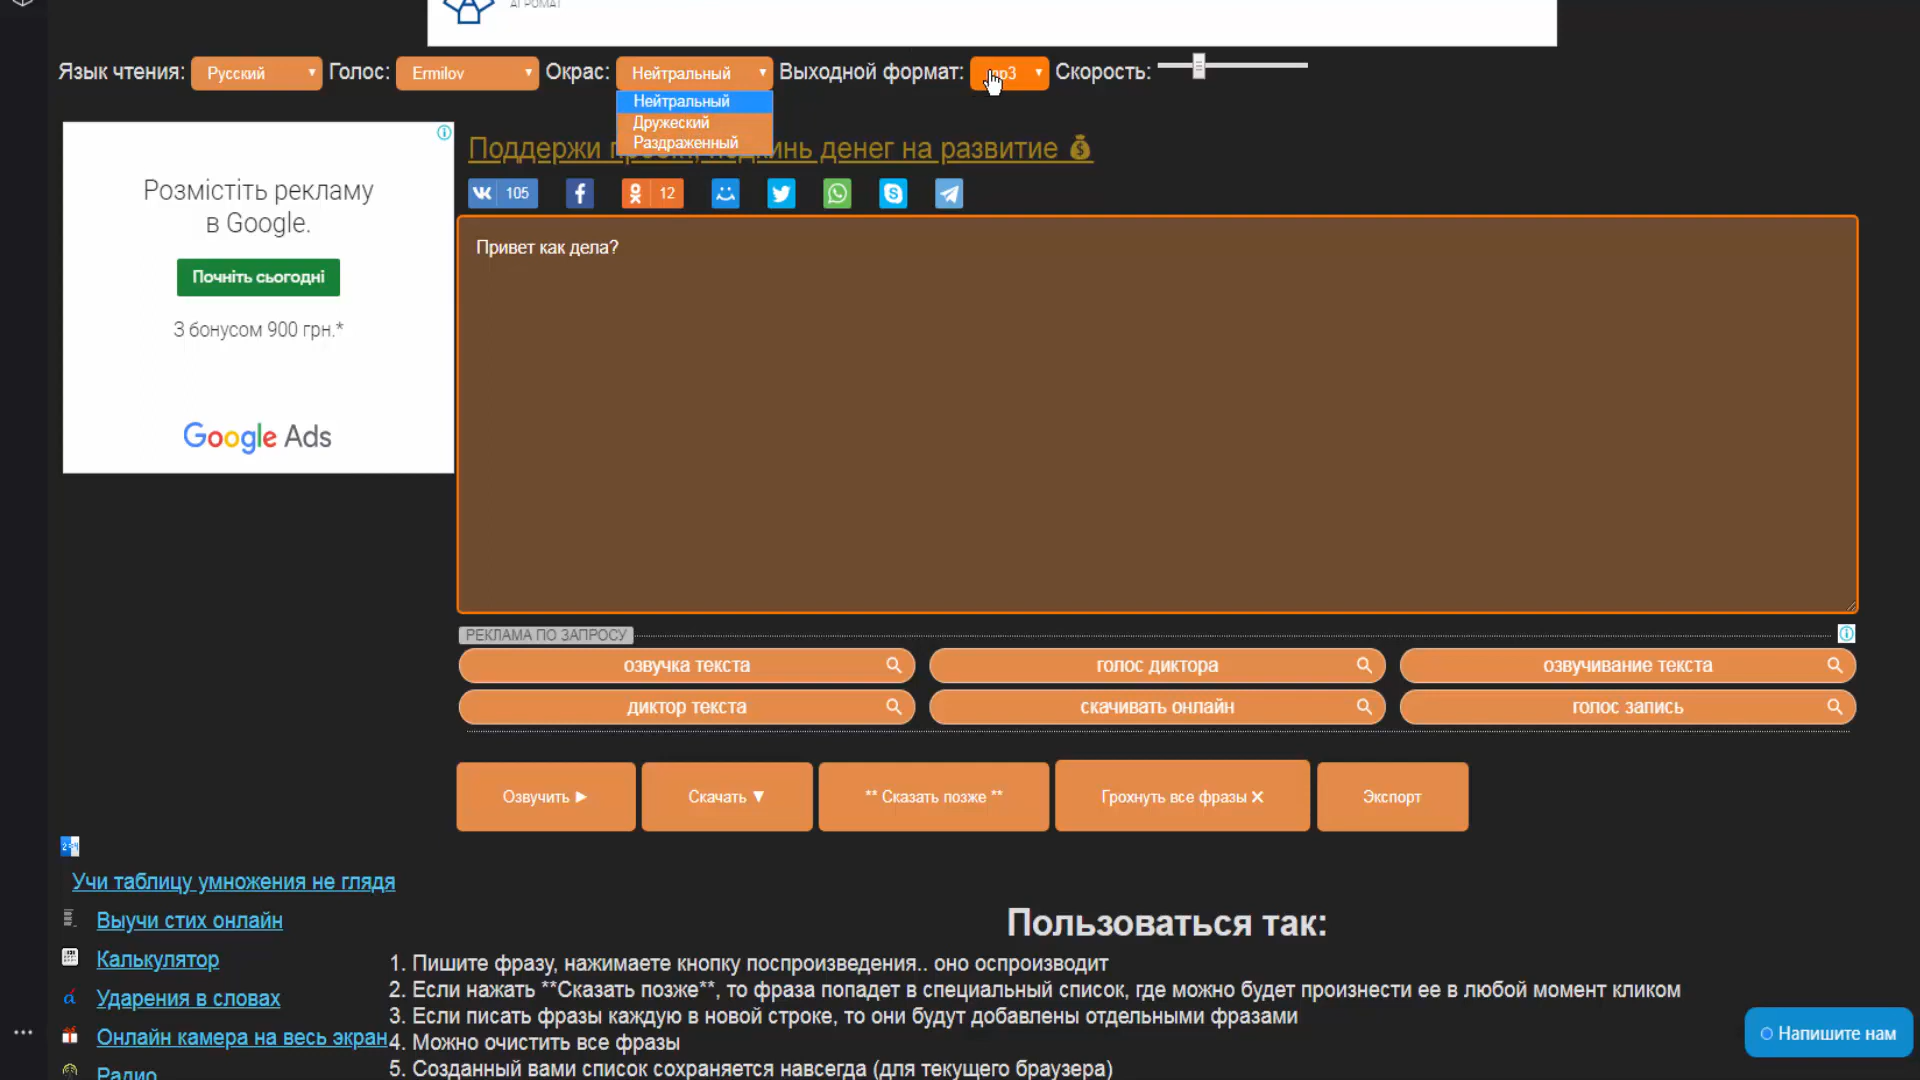 АГРОМАТ
Язык чтения: Русский Голос: Ermilov Окрас: Нейтральный Выходной формат: Скорость:
Нейтральный
Дружеский
Раздраженный
Розмістіть рекламу
в Google.
Почніть сьогодні
З бонусом 900 грн.*
Google Ads
Поддержи денег на развитие
105
12
Привет как дела?
РЕКЛАМА ПО ЗАПРОСУ
озвучка текста
голос диктора
озвучивание текста
диктор текста
скачивать онлайн
голос запись
Озвучить ►
Скачать ▼
** Сказать позже **
Грохнуть все фразы ✕
Экспорт
Учи таблицу умножения не глядя
Выучи стих онлайн
Калькулятор
Ударения в словах
Онлайн камера на весь экран
Радио
Пользоваться так:
1. Пишите фразу, нажимаете кнопку поспроизведения.. оно оспроизводит
2. Если нажать **Сказать позже**, то фраза попадет в специальный список, где можно будет произнести ее в любой момент кликом
3. Если писать фразы каждую в новой строке, то они будут добавлены отдельными фразами
4. Можно очистить все фразы
5. Созданный вами список сохраняется навсегда (для текущего браузера)
Напишите нам